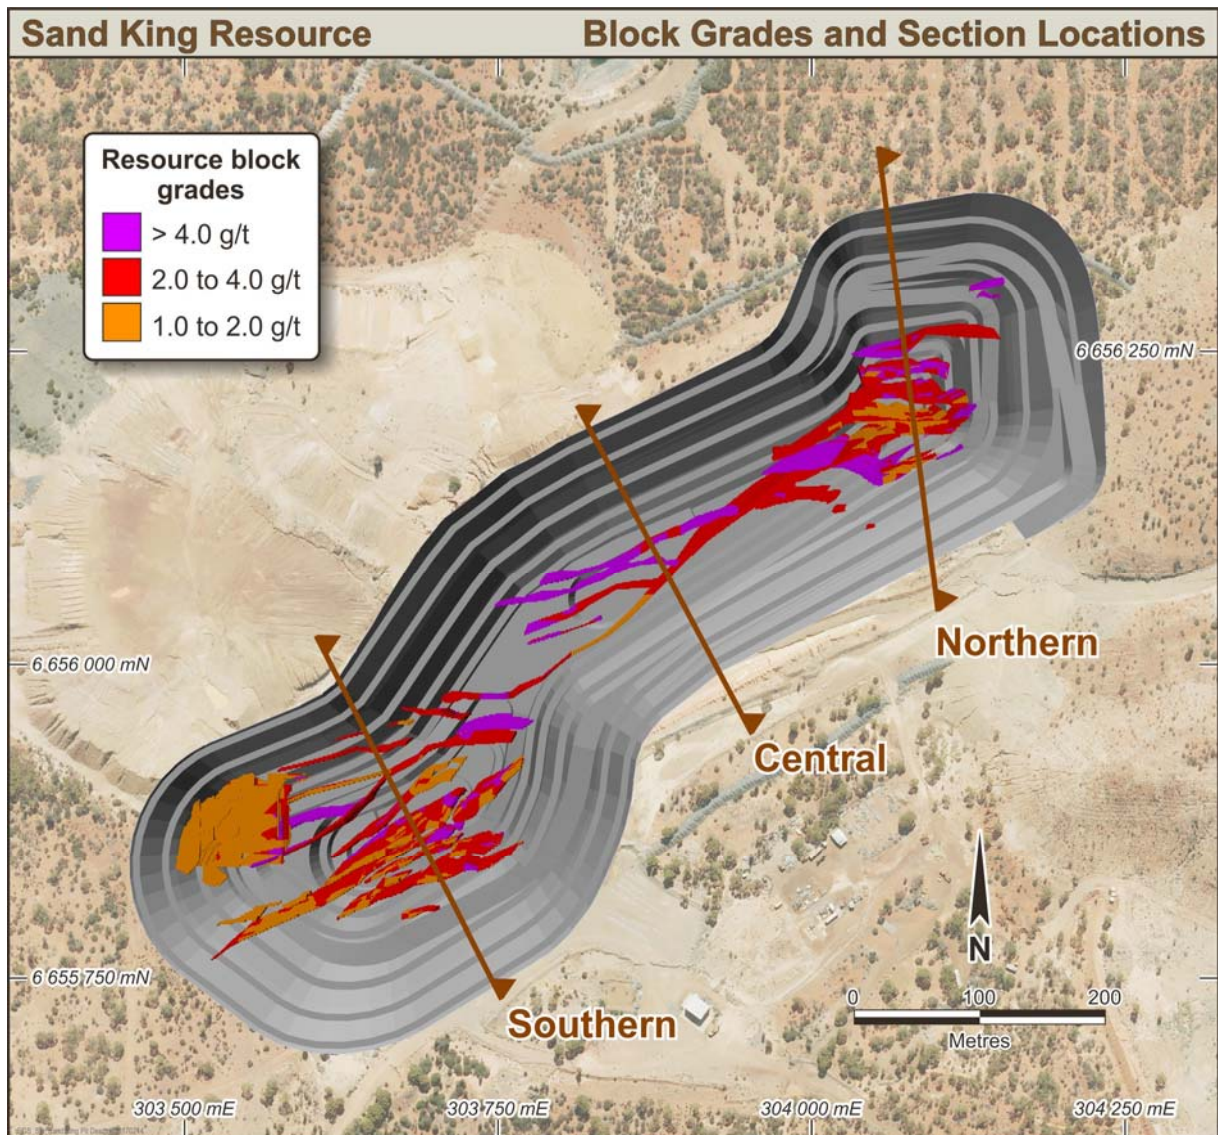 Sand King Resource
Block Grades and Section Locations
Resource block
grades
> 4.0 g/t
2.0 to 4.0 g/t
1.0 to 2.0 g/t
6 656 250 mN
Northern
6 656 000 mN
Central
N
6 655 750 mN
0 100 200
Metres
Southern
303 500 mE
303 750 mE
304 000 mE
304 250 mE